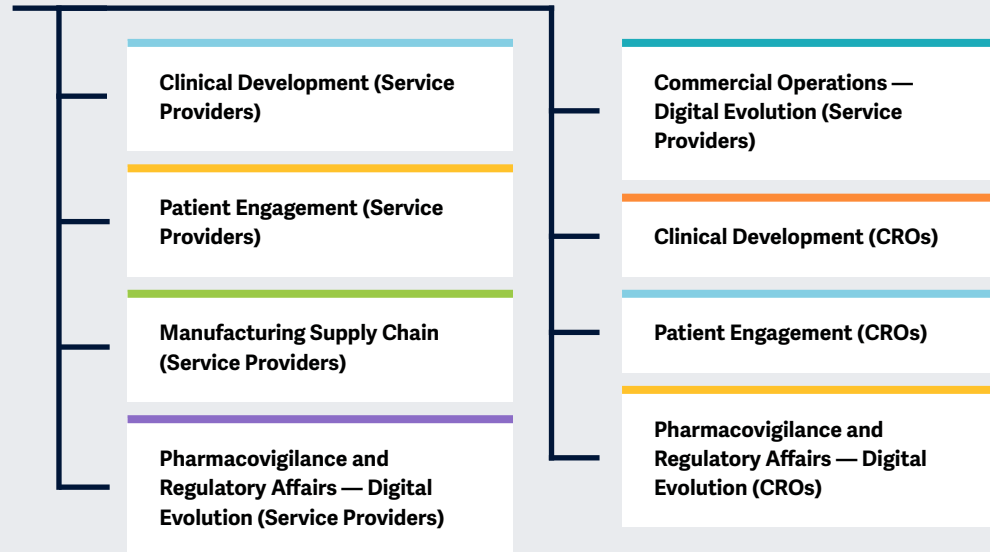 Clinical Development (Service
Providers)
Patient Engagement (Service
Providers)
Manufacturing Supply Chain
(Service Providers)
Pharmacovigilance and
Regulatory Affairs — Digital
Evolution (Service Providers)
Commercial Operations —
Digital Evolution (Service
Providers)
Clinical Development (CROs)
Patient Engagement (CROs)
Pharmacovigilance and
Regulatory Affairs — Digital
Evolution (CROs)